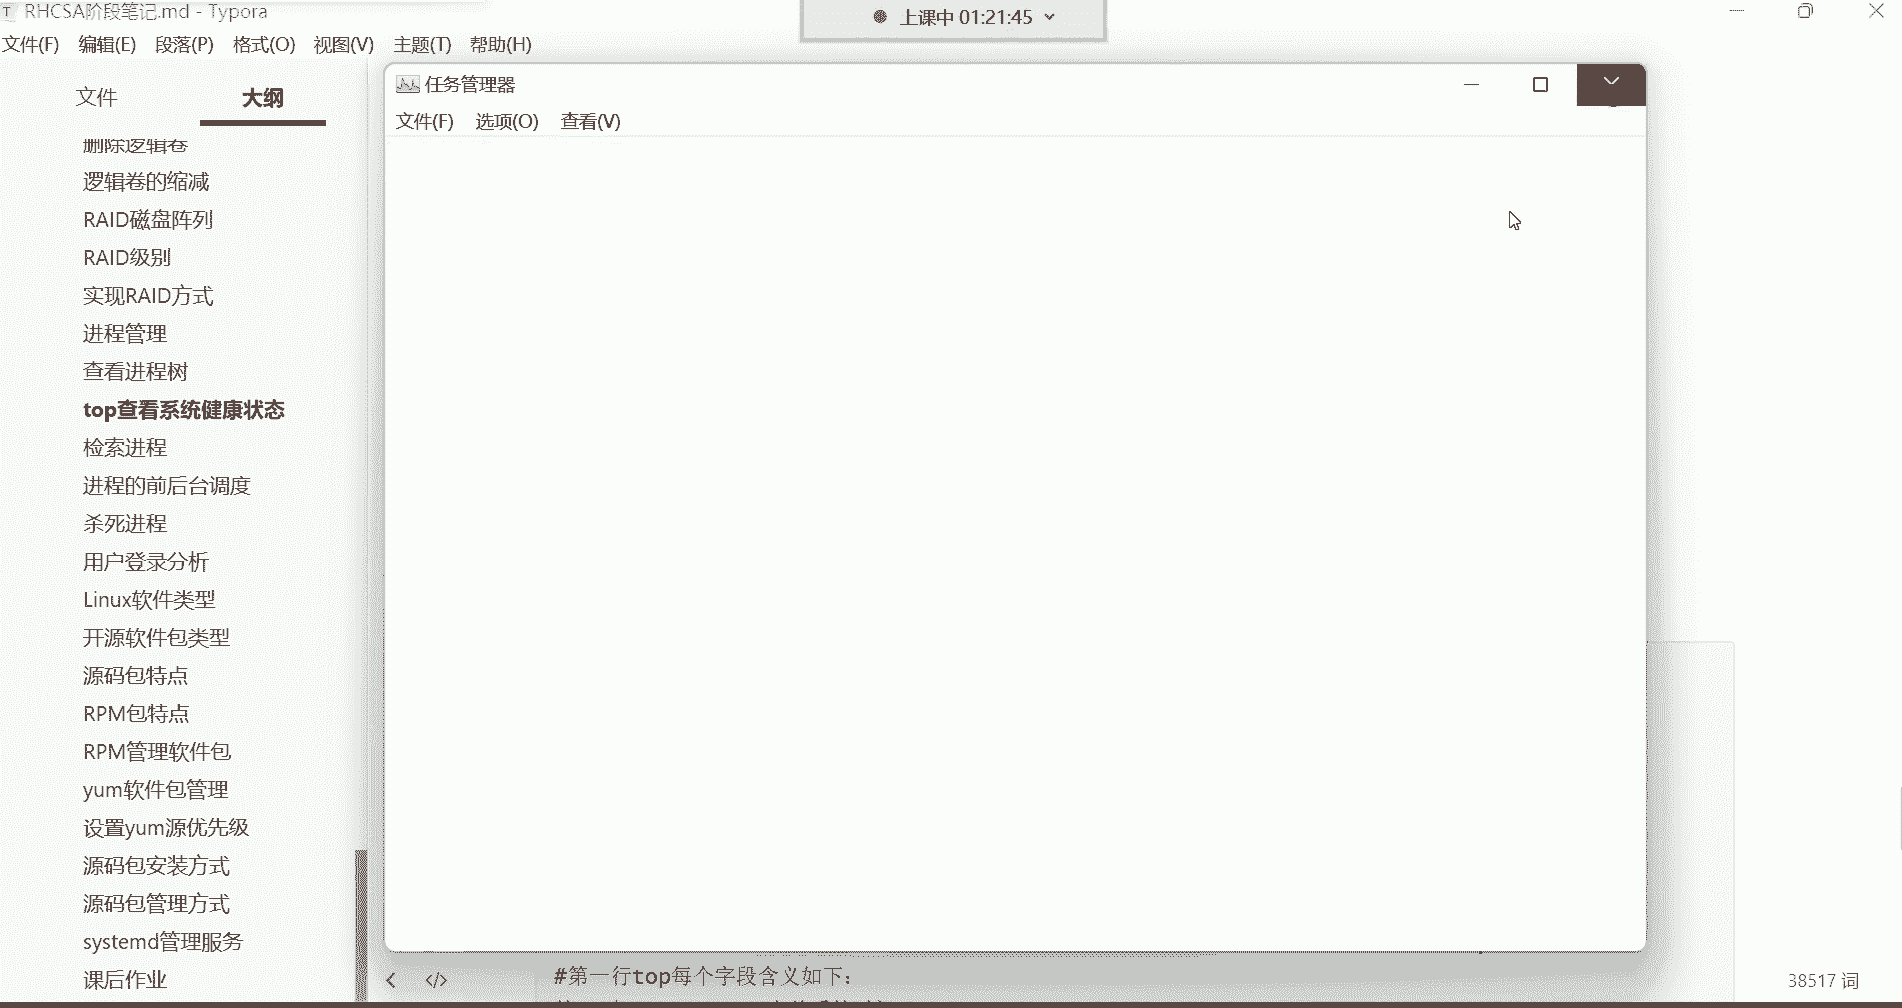 RHCSA阶段笔记.md - Typora
上课中 01:21:45
文件(F) 编辑(E) 段落(P) 格式(O) 视图(V) 主题(T) 帮助(H)
文件 大纲
删除逻辑卷
逻辑卷的缩减
RAID磁盘阵列
RAID级别
实现RAID方式
进程管理
查看进程树
top查看系统健康状态
检索进程
进程的前后台调度
杀死进程
用户登录分析
Linux软件类型
开源软件包类型
源码包特点
RPM包特点
RPM管理软件包
yum软件包管理
设置yum源优先级
源码包安装方式
源码包管理方式
systemd管理服务
课后作业
任务管理器
文件(F) 选项(O) 查看(V)
#第一行top每个字段含义如下：
38517 词